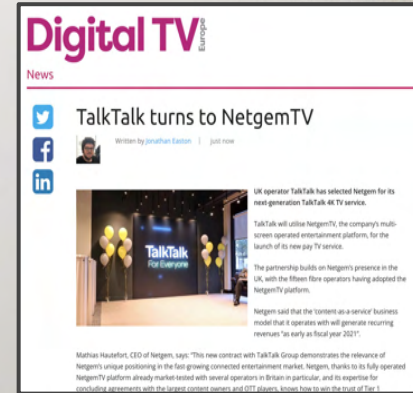 Digital TV
Europe
News
TalkTalk turns to NetgemTV
Written by Jonathan Easton | just now
UK operator TalkTalk has selected Netgem for its
next-generation TalkTalk 4K TV service.
TalkTalk will utilise NetgemTV, the company's multi-
screen operated entertainment platform, for the
launch of its new pay TV service.
TalkTalk
For Everyone
The partnership builds on Netgem's presence in the
UK, with the fifteen fibre operators having adopted the
NetgemTV platform.
Netgem said that the 'content-as-a-service' business
model that it operates with will generate recurring
revenues "as early as fiscal year 2021".
Mathias Hautefort, CEO of Netgem, says: "This new contract with TalkTalk Group demonstrates the relevance of
Netgem's unique positioning in the fast-growing connected entertainment market. Netgem, thanks to its fully operated
NetgemTV platform already market-tested with several operators in Britain in particular, and its expertise for
concluding agreements with the largest content owners and OTT players, knows how to win the trust of Tier 1